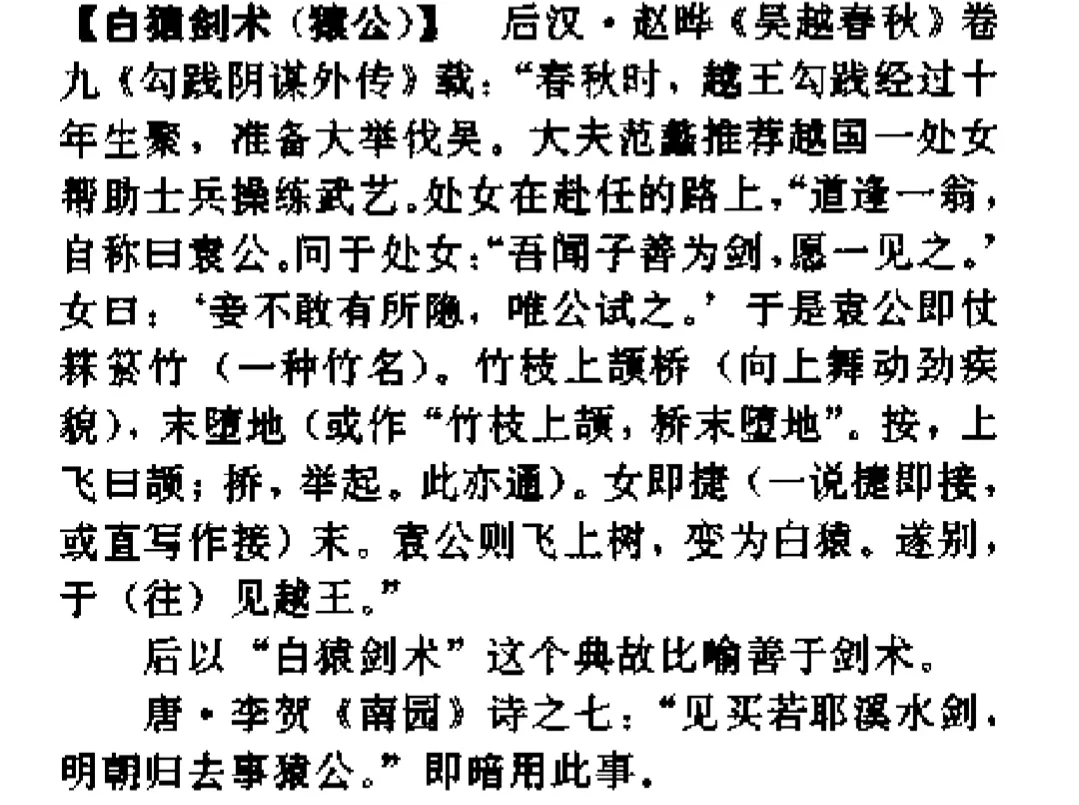 【白猿剑术（猿公）】 后汉·赵晔《吴越春秋》卷
九《勾践阴谋外传》载：“春秋时，越王勾践经过十
年生聚，准备大举伐吴。大夫范蠡推荐越国一处女
帮助士兵操练武艺。处女在赴任的路上，“道逢一翁，
自称曰袁公。问于处女：“吾闻子善为剑，愿一见之。’
女曰：‘妾不敢有所隐，唯公试之。’于是袁公即仗
箖箊竹（一种竹名）。竹枝上颉桥（向上舞动劲疾
貌），末堕地（或作“竹枝上颉，桥末堕地”。按，上
飞曰颉；桥，举起。此亦通）。女即捷（一说捷即接，
或直写作接）末。袁公则飞上树，变为白猿。遂别，
于（往）见越王。”
后以“白猿剑术”这个典故比喻善于剑术。
唐·李贺《南园》诗之七：“见买若耶溪水剑，
明朝归去事猿公。”即暗用此事．